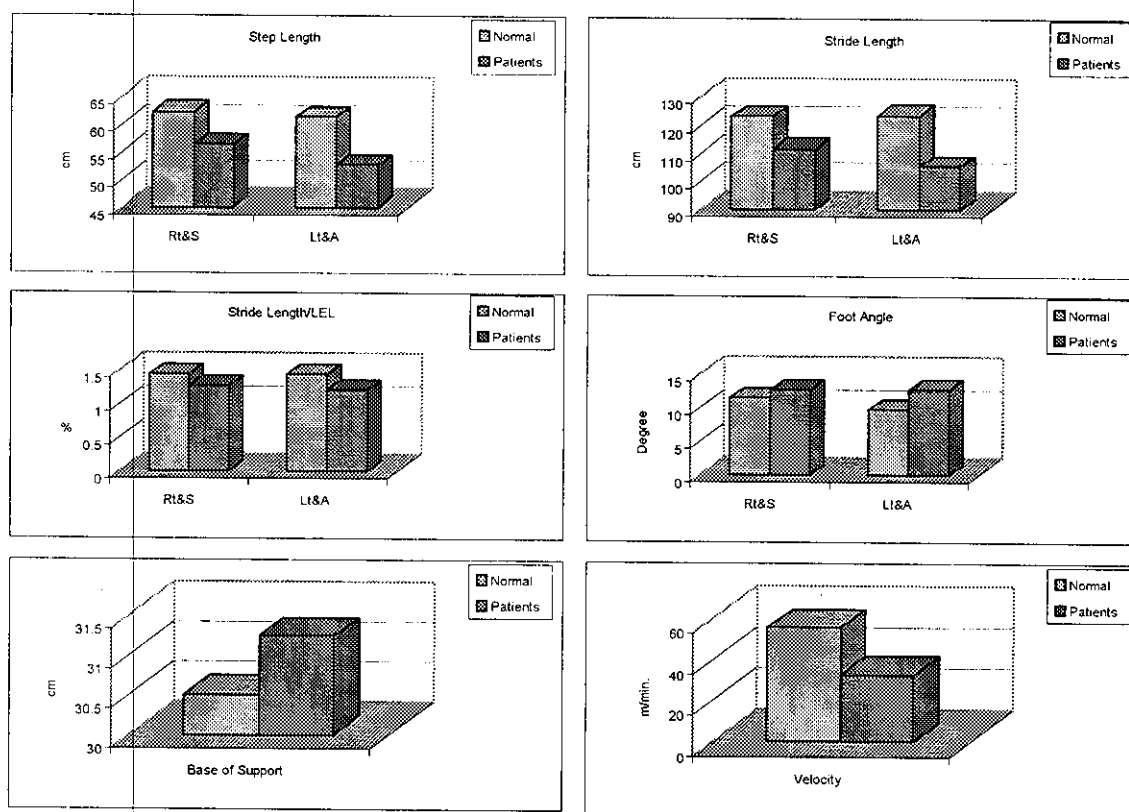 Step Length
Normal
Patients
65
60
55
50
45
cm
Rt&S
Lt&A
Stride Length
Normal
Patients
130
120
110
100
90
cm
Rt&S
Lt&A
Stride Length/LEL
Normal
Patients
1.5
1
0.5
0
%
Rt&S
Lt&A
Foot Angle
Normal
Patients
15
10
5
0
Degree
Rt&S
Lt&A
Normal
Patients
31.5
31
30.5
30
cm
Base of Support
Normal
Patients
60
40
20
0
m/min.
Velocity